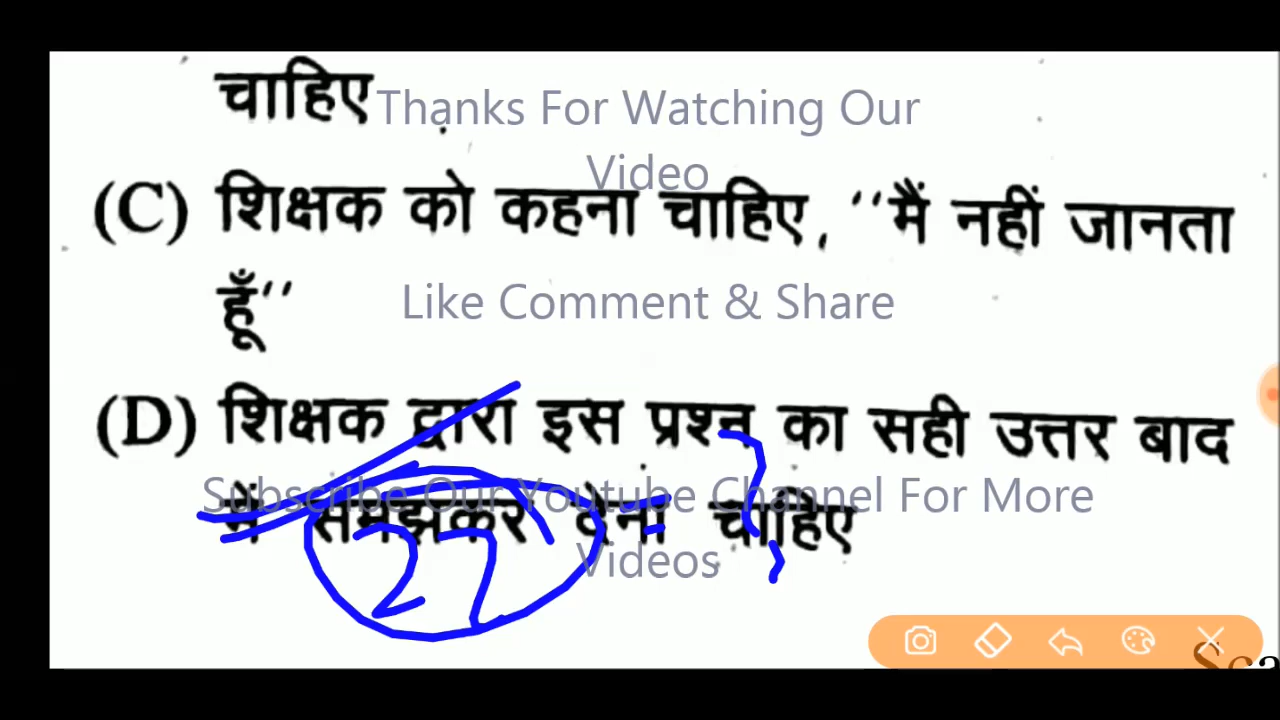 चाहिए
Thanks For Watching Our
Video
(C) शिक्षक को कहना चाहिए, ‘‘मैं नहीं जानता
हूँ’’
Like Comment & Share
(D) शिक्षक द्वारा इस प्रश्न का सही उत्तर बाद
Subscribe Our Youtube Channel For More
में समझकर देना चाहिए
Videos
27
Sca